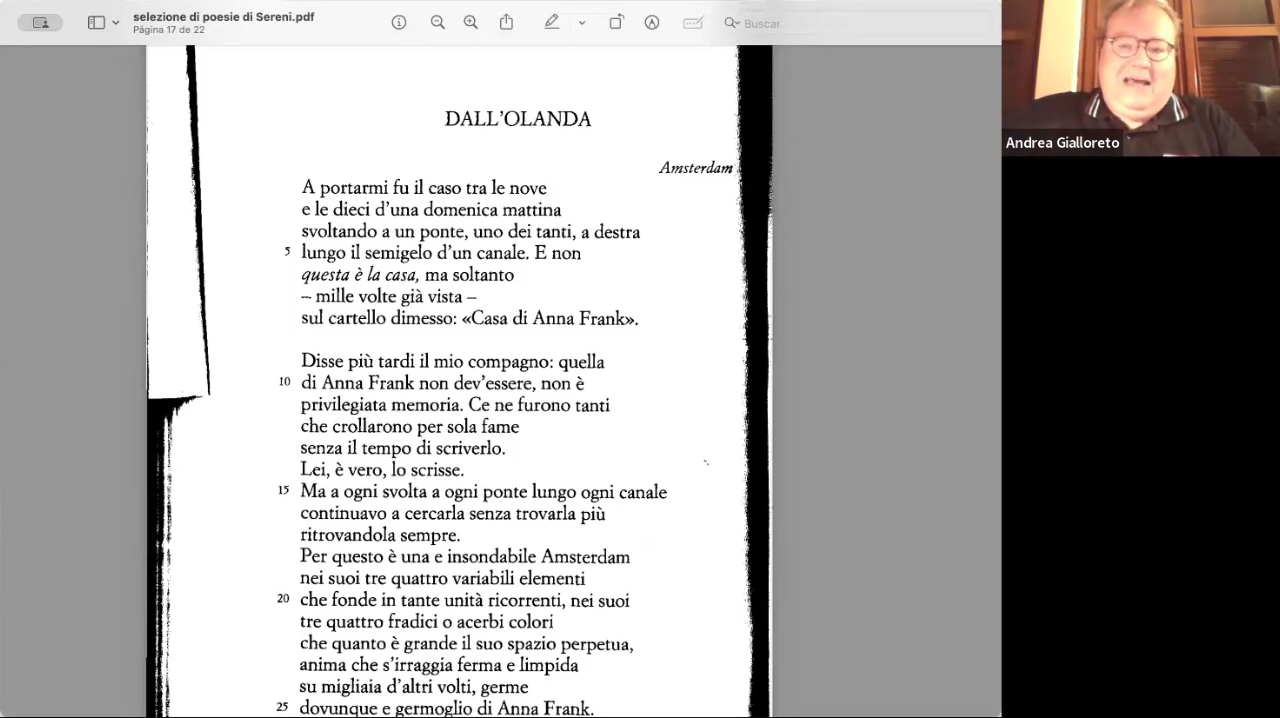 selezione di poesie di Sereni.pdf
Página 17 de 22
Buscar
Andrea Gialloreto
DALL'OLANDA
Amsterdam
A portarmi fu il caso tra le nove
e le dieci d'una domenica mattina
svoltando a un ponte, uno dei tanti, a destra
5 lungo il semigelo d'un canale. E non
questa è la casa, ma soltanto
– mille volte già vista –
sul cartello dimesso: «Casa di Anna Frank».
Disse più tardi il mio compagno: quella
10 di Anna Frank non dev'essere, non è
privilegiata memoria. Ce ne furono tanti
che crollarono per sola fame
senza il tempo di scriverlo.
Lei, è vero, lo scrisse.
15 Ma a ogni svolta a ogni ponte lungo ogni canale
continuavo a cercarla senza trovarla più
ritrovandola sempre.
Per questo è una e insondabile Amsterdam
nei suoi tre quattro variabili elementi
20 che fonde in tante unità ricorrenti, nei suoi
tre quattro fradici o acerbi colori
che quanto è grande il suo spazio perpetua,
anima che s'irraggia ferma e limpida
su migliaia d'altri volti, germe
25 dovunque e germoglio di Anna Frank.